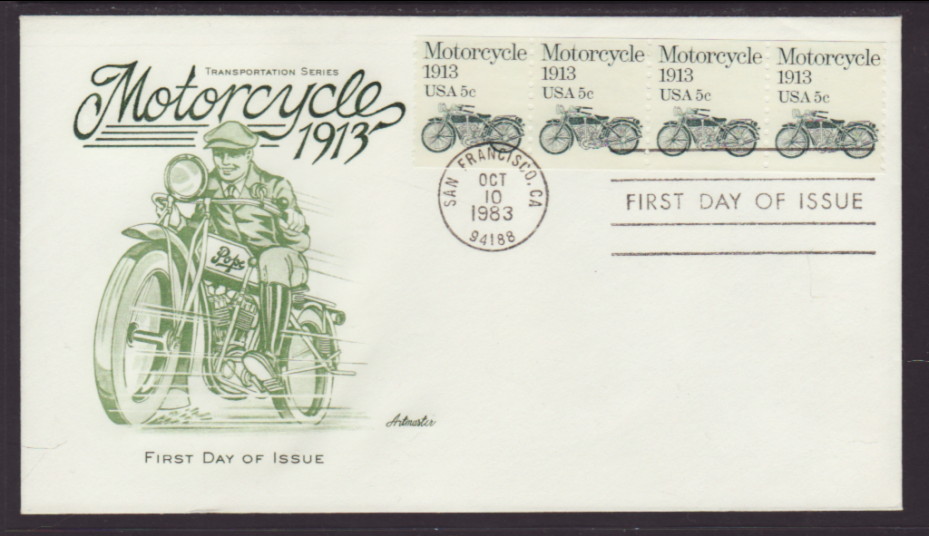 TRANSPORTATION SERIES
Motorcycle
1913
Pope
Artmaster
FIRST DAY OF ISSUE
Motorcycle
1913
USA 5c
Motorcycle
1913
USA 5c
Motorcycle
1913
USA 5c
Motorcycle
1913
USA 5c
SAN FRANCISCO, CA
OCT
10
1983
94188
FIRST DAY OF ISSUE